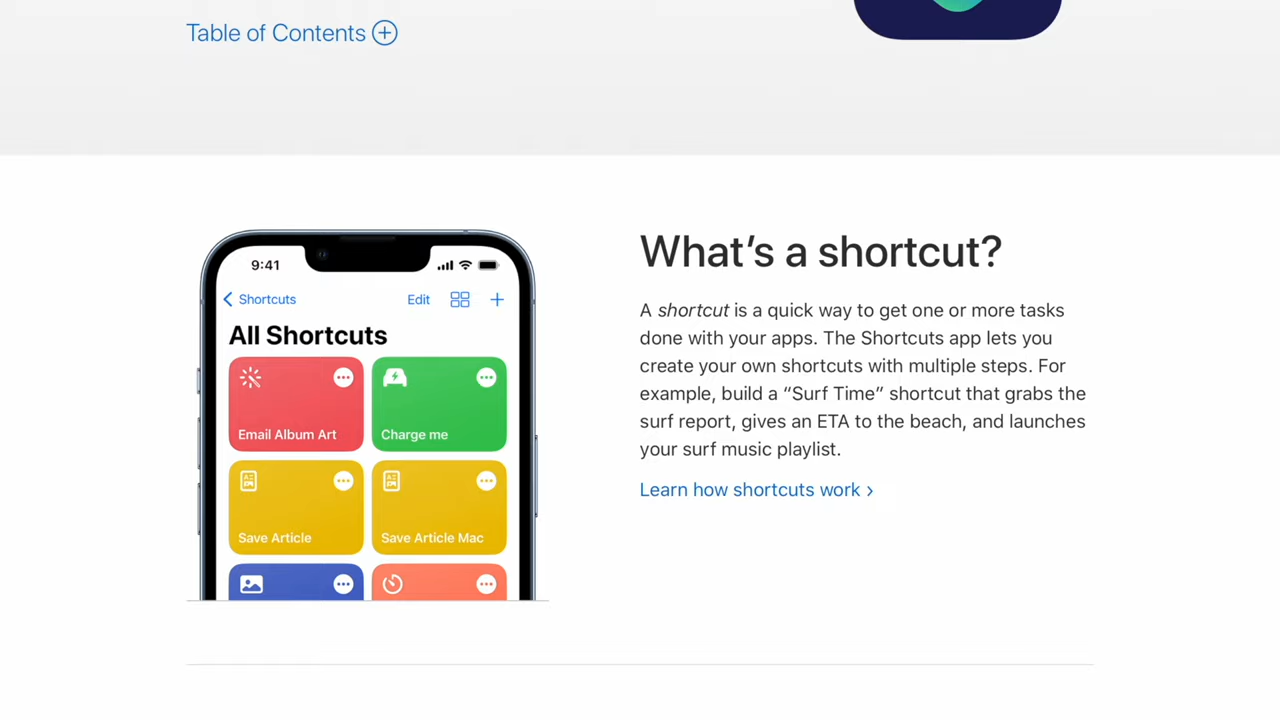 Table of Contents
9:41
Shortcuts Edit
All Shortcuts
Email Album Art
Charge me
Save Article
Save Article Mac
What's a shortcut?
A shortcut is a quick way to get one or more tasks
done with your apps. The Shortcuts app lets you
create your own shortcuts with multiple steps. For
example, build a “Surf Time” shortcut that grabs the
surf report, gives an ETA to the beach, and launches
your surf music playlist.
Learn how shortcuts work ›